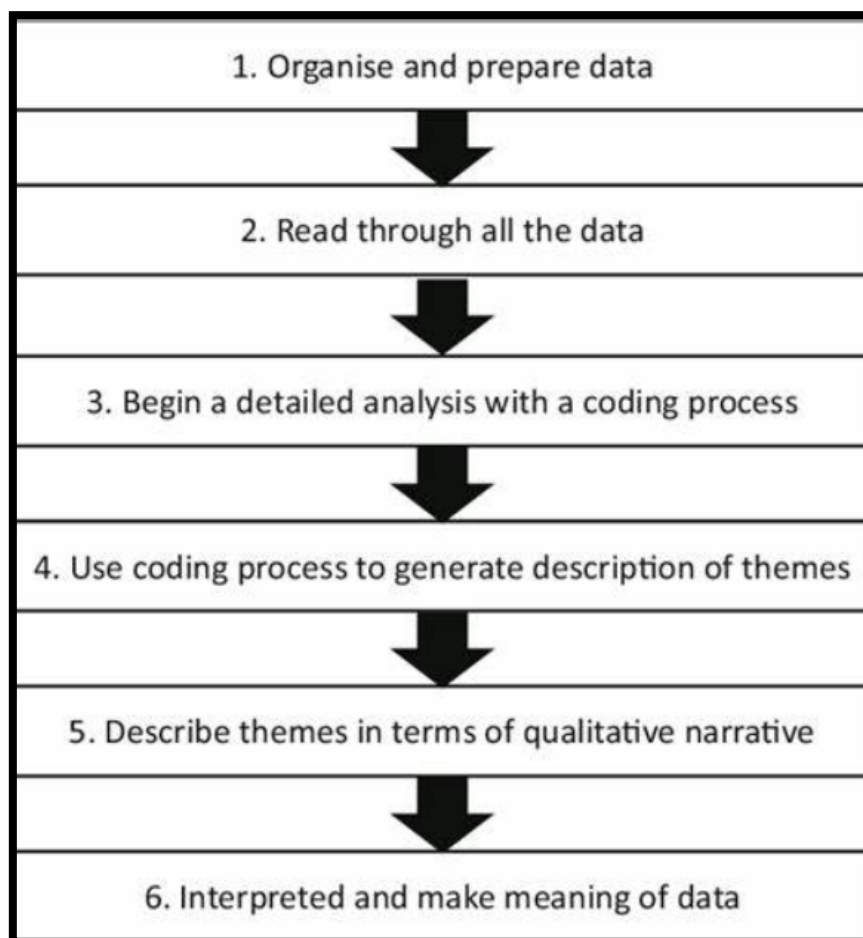 1. Organise and prepare data
2. Read through all the data
3. Begin a detailed analysis with a coding process
4. Use coding process to generate description of themes
5. Describe themes in terms of qualitative narrative
6. Interpreted and make meaning of data